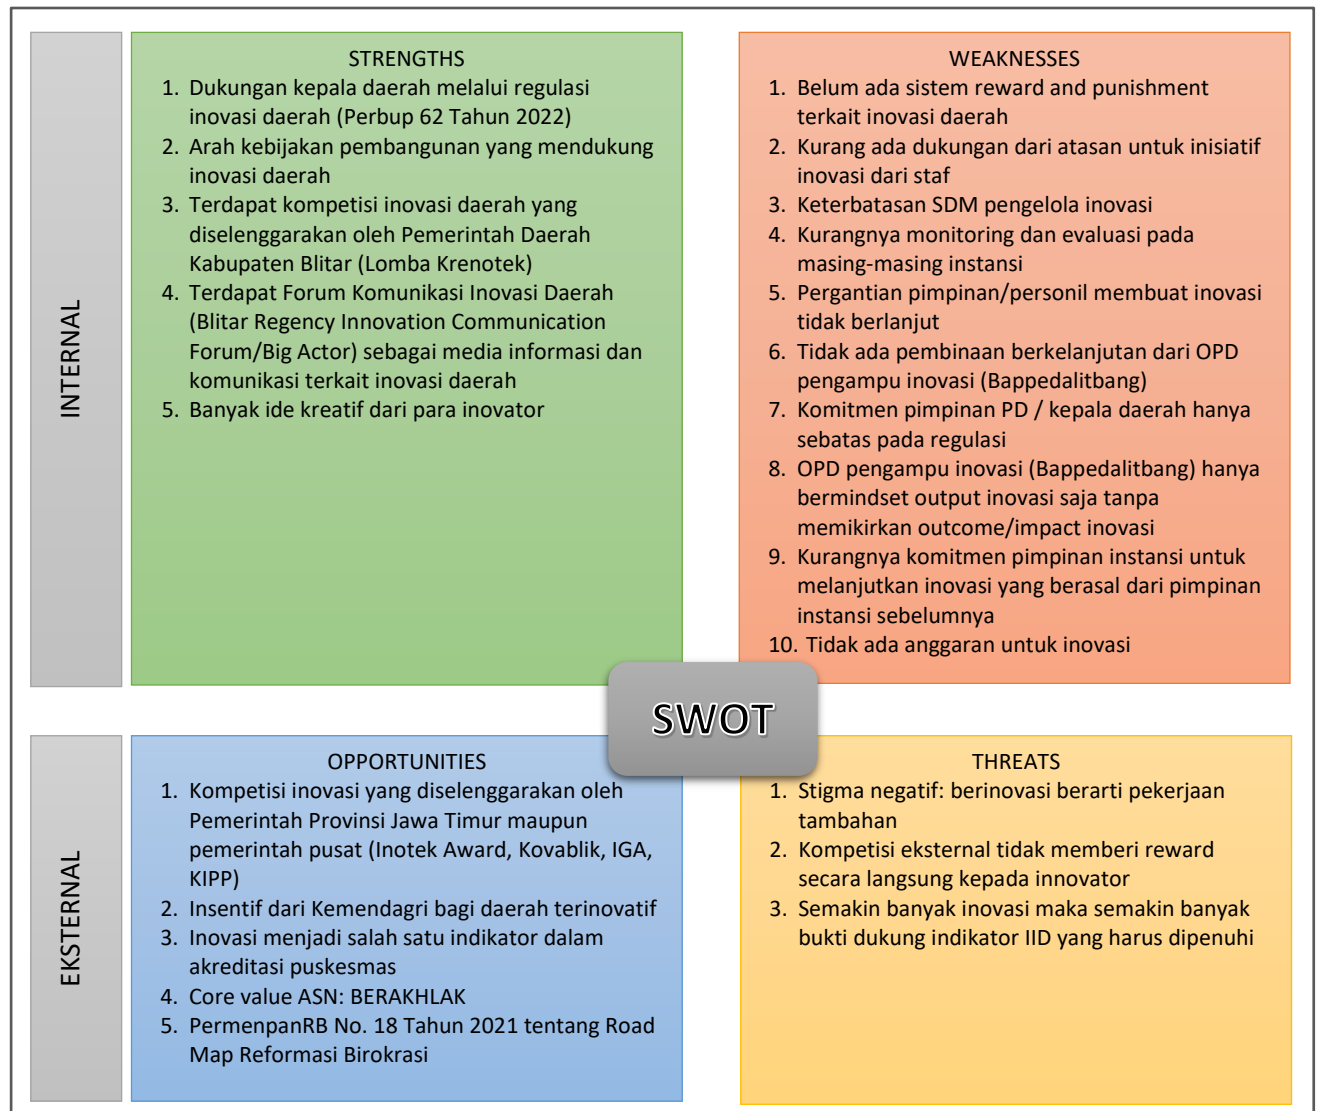 INTERNAL
STRENGTHS
1. Dukungan kepala daerah melalui regulasi
inovasi daerah (Perbup 62 Tahun 2022)
2. Arah kebijakan pembangunan yang mendukung
inovasi daerah
3. Terdapat kompetisi inovasi daerah yang
diselenggarakan oleh Pemerintah Daerah
Kabupaten Blitar (Lomba Krenotek)
4. Terdapat Forum Komunikasi Inovasi Daerah
(Blitar Regency Innovation Communication
Forum/Big Actor) sebagai media informasi dan
komunikasi terkait inovasi daerah
5. Banyak ide kreatif dari para inovator
WEAKNESSES
1. Belum ada sistem reward and punishment
terkait inovasi daerah
2. Kurang ada dukungan dari atasan untuk inisiatif
inovasi dari staf
3. Keterbatasan SDM pengelola inovasi
4. Kurangnya monitoring dan evaluasi pada
masing-masing instansi
5. Pergantian pimpinan/personil membuat inovasi
tidak berlanjut
6. Tidak ada pembinaan berkelanjutan dari OPD
pengampu inovasi (Bappedalitbang)
7. Komitmen pimpinan PD / kepala daerah hanya
sebatas pada regulasi
8. OPD pengampu inovasi (Bappedalitbang) hanya
bermindset output inovasi saja tanpa
memikirkan outcome/impact inovasi
9. Kurangnya komitmen pimpinan instansi untuk
melanjutkan inovasi yang berasal dari pimpinan
instansi sebelumnya
10. Tidak ada anggaran untuk inovasi
SWOT
EKSTERNAL
OPPORTUNITIES
1. Kompetisi inovasi yang diselenggarakan oleh
Pemerintah Provinsi Jawa Timur maupun
pemerintah pusat (Inotek Award, Kovablik, IGA,
KIPP)
2. Insentif dari Kemendagri bagi daerah terinovatif
3. Inovasi menjadi salah satu indikator dalam
akreditasi puskesmas
4. Core value ASN: BERAKHLAK
5. PermenpanRB No. 18 Tahun 2021 tentang Road
Map Reformasi Birokrasi
THREATS
1. Stigma negatif: berinovasi berarti pekerjaan
tambahan
2. Kompetisi eksternal tidak memberi reward
secara langsung kepada innovator
3. Semakin banyak inovasi maka semakin banyak
bukti dukung indikator IID yang harus dipenuhi